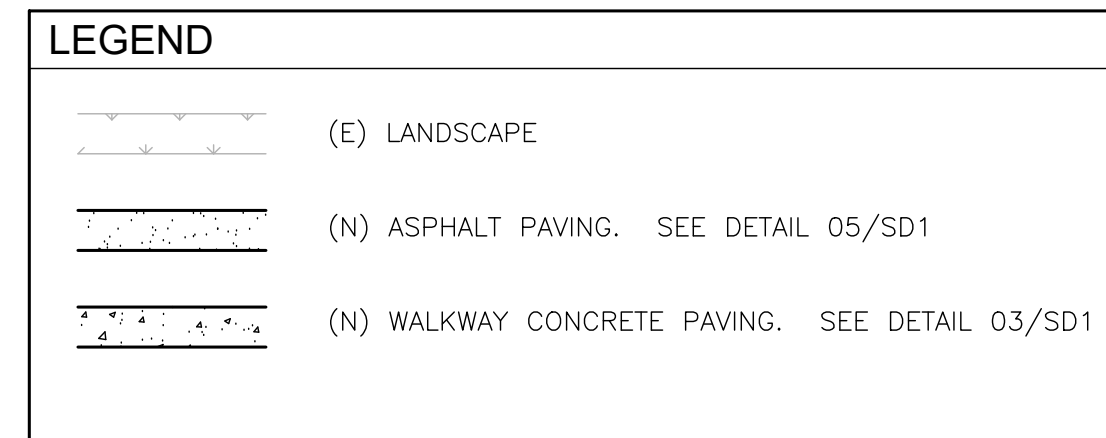 LEGEND
(E) LANDSCAPE
(N) ASPHALT PAVING. SEE DETAIL 05/SD1
(N) WALKWAY CONCRETE PAVING. SEE DETAIL 03/SD1